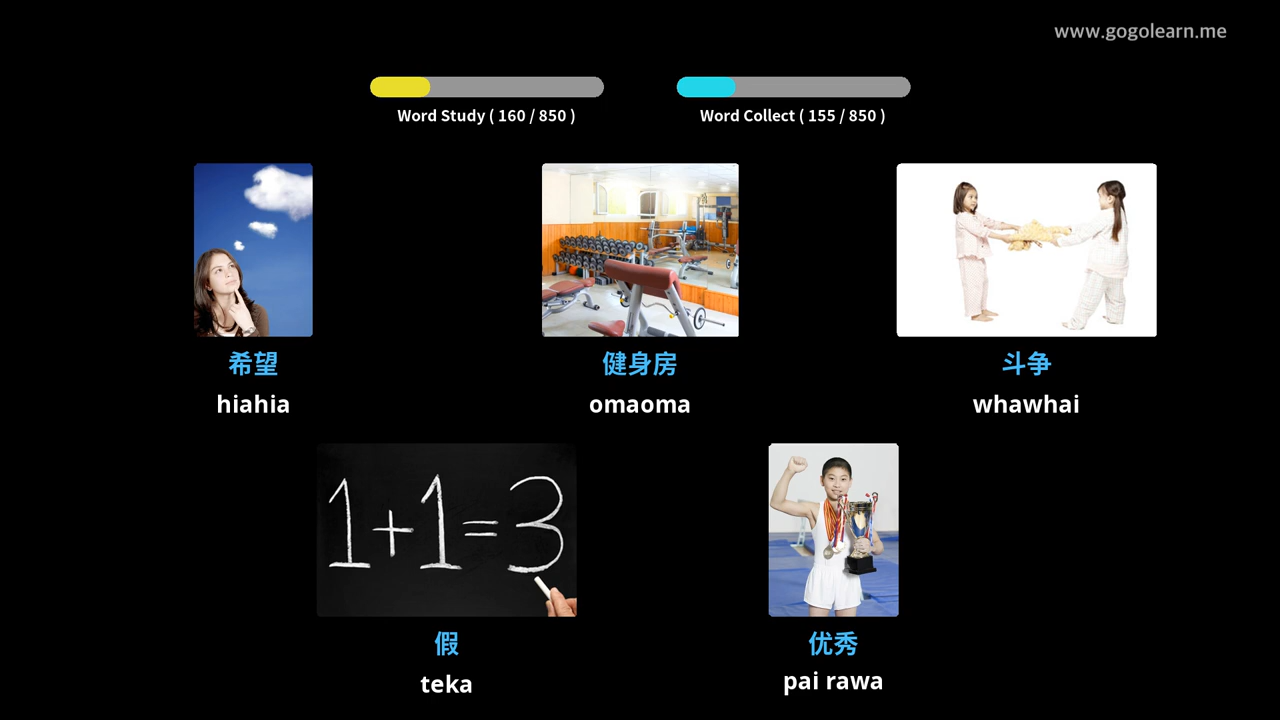 www.gogolearn.me
Word Study ( 160 / 850 )
Word Collect ( 155 / 850 )
希望
hiahia
健身房
omaoma
斗争
whawhai
1+1=3
假
teka
优秀
pai rawa